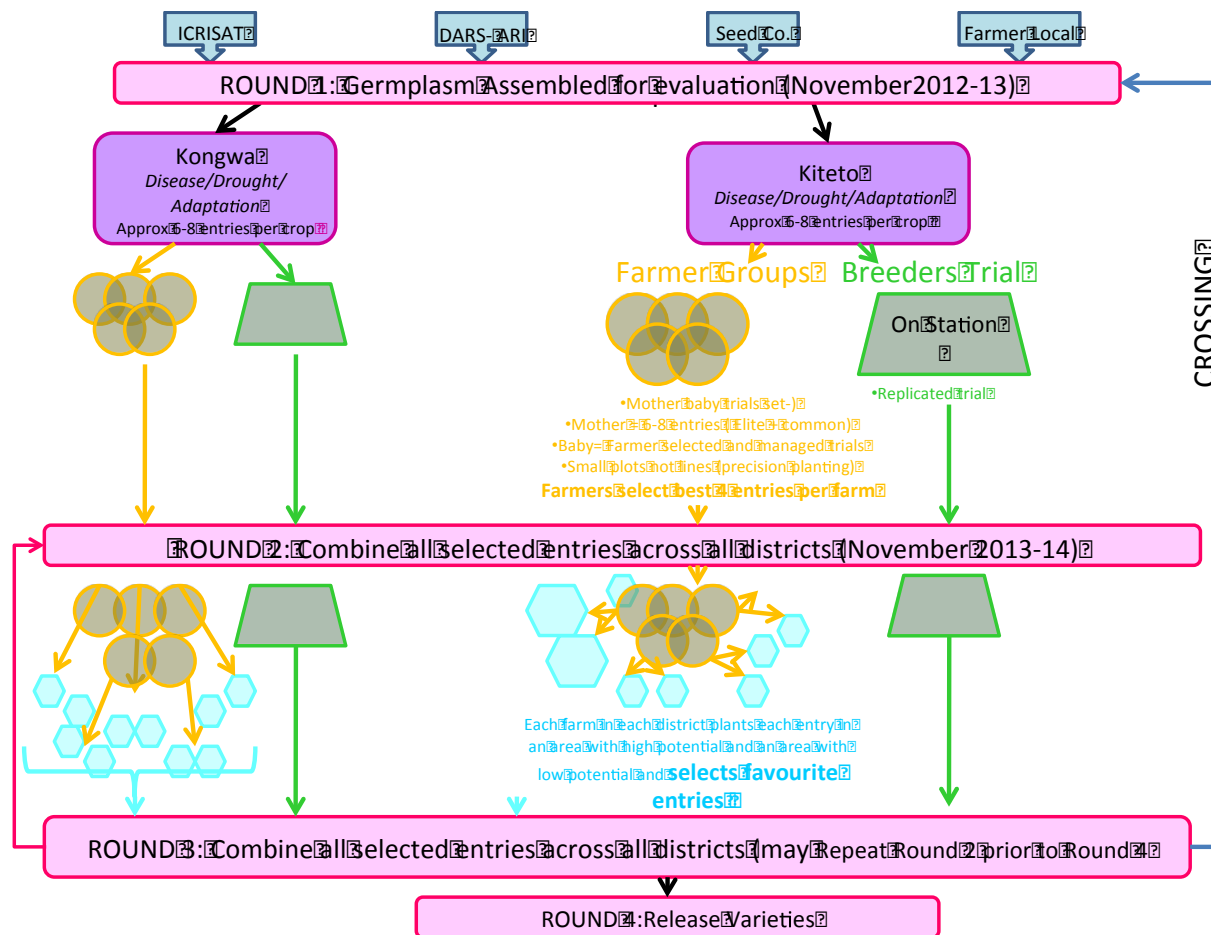 ICRISAT
DARS-ARI
Seed Co.
Farmer Local
ROUND 1: Germplasm Assembled for evaluation (November2012-13)
Kongwa
Disease/Drought/
Adaptation
Approx 6-8 entries per crop
Kiteto
Disease/Drought/Adaptation
Approx 6-8 entries per crop
CROSSING
Farmer Groups
Breeders Trial
On Station
•Mother baby trials set-)
•Replicated trial
•Mother = 6-8 entries ( Elite + common)
•Baby= Farmer selected and managed trials
•Small plots not lines (precision planting)
Farmers select best 4 entries per farm
ROUND 2: Combine all selected entries across all districts (November 2013-14)
Each farm in each district plants each entry in
an area with high potential and an area with
low potential and selects favourite
entries
ROUND 3: Combine all selected entries across all districts (may Repeat Round 2 prior to Round 4
ROUND 4:Release Varieties